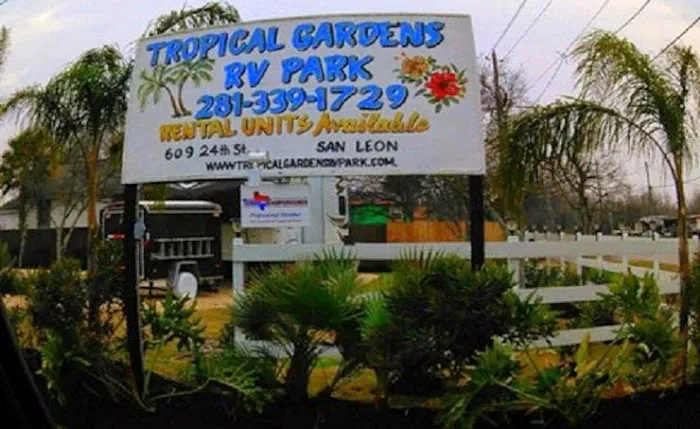 TROPICAL GARDENS
RV PARK
281-339-1729
RENTAL UNITS Available
609 24th St. SAN LEON
WWW.TROPICALGARDENSRVPARK.COM